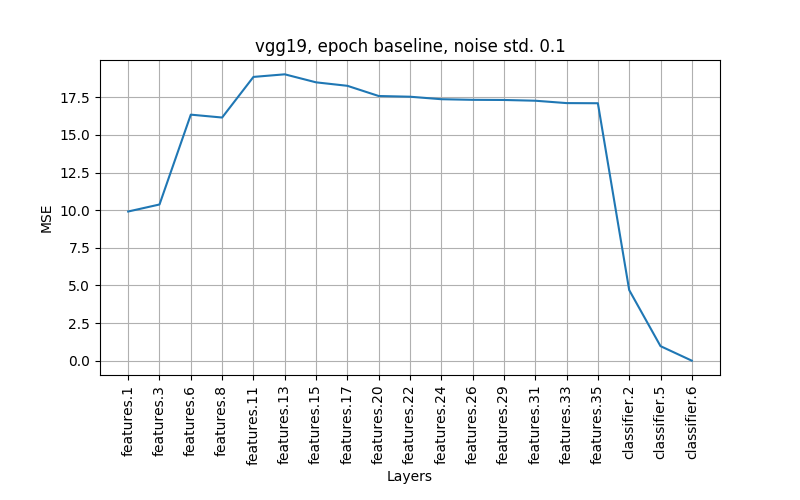 vgg19, epoch baseline, noise std. 0.1
MSE
17.5
15.0
12.5
10.0
7.5
5.0
2.5
0.0
features.1
features.3
features.6
features.8
features.11
features.13
features.15
features.17
features.20
features.22
features.24
features.26
features.29
features.31
features.33
features.35
classifier.2
classifier.5
classifier.6
Layers